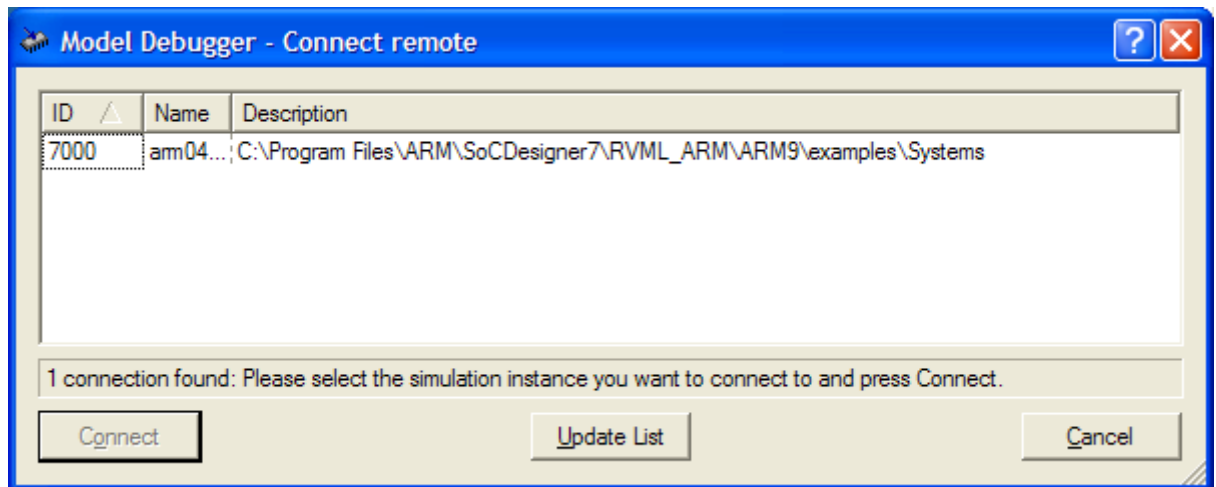 Model Debugger - Connect remote
ID Name Description
7000 arm04... C:\Program Files\ARM\SoCDesigner7\RVML_ARM\ARM9\examples\Systems
1 connection found: Please select the simulation instance you want to connect to and press Connect.
Connect Update List Cancel